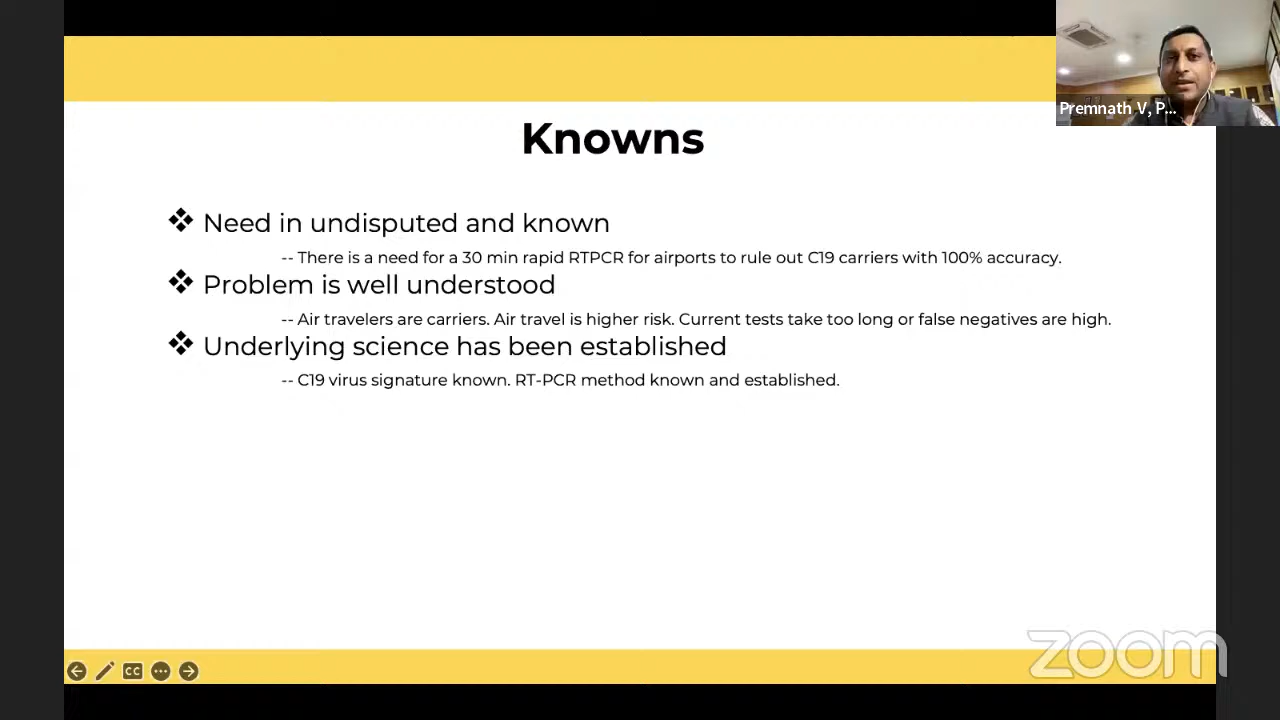 Premnath V, P...
Knowns
❖ Need in undisputed and known
-- There is a need for a 30 min rapid RTPCR for airports to rule out C19 carriers with 100% accuracy.
❖ Problem is well understood
-- Air travelers are carriers. Air travel is higher risk. Current tests take too long or false negatives are high.
❖ Underlying science has been established
-- C19 virus signature known. RT-PCR method known and established.
CC
zoom